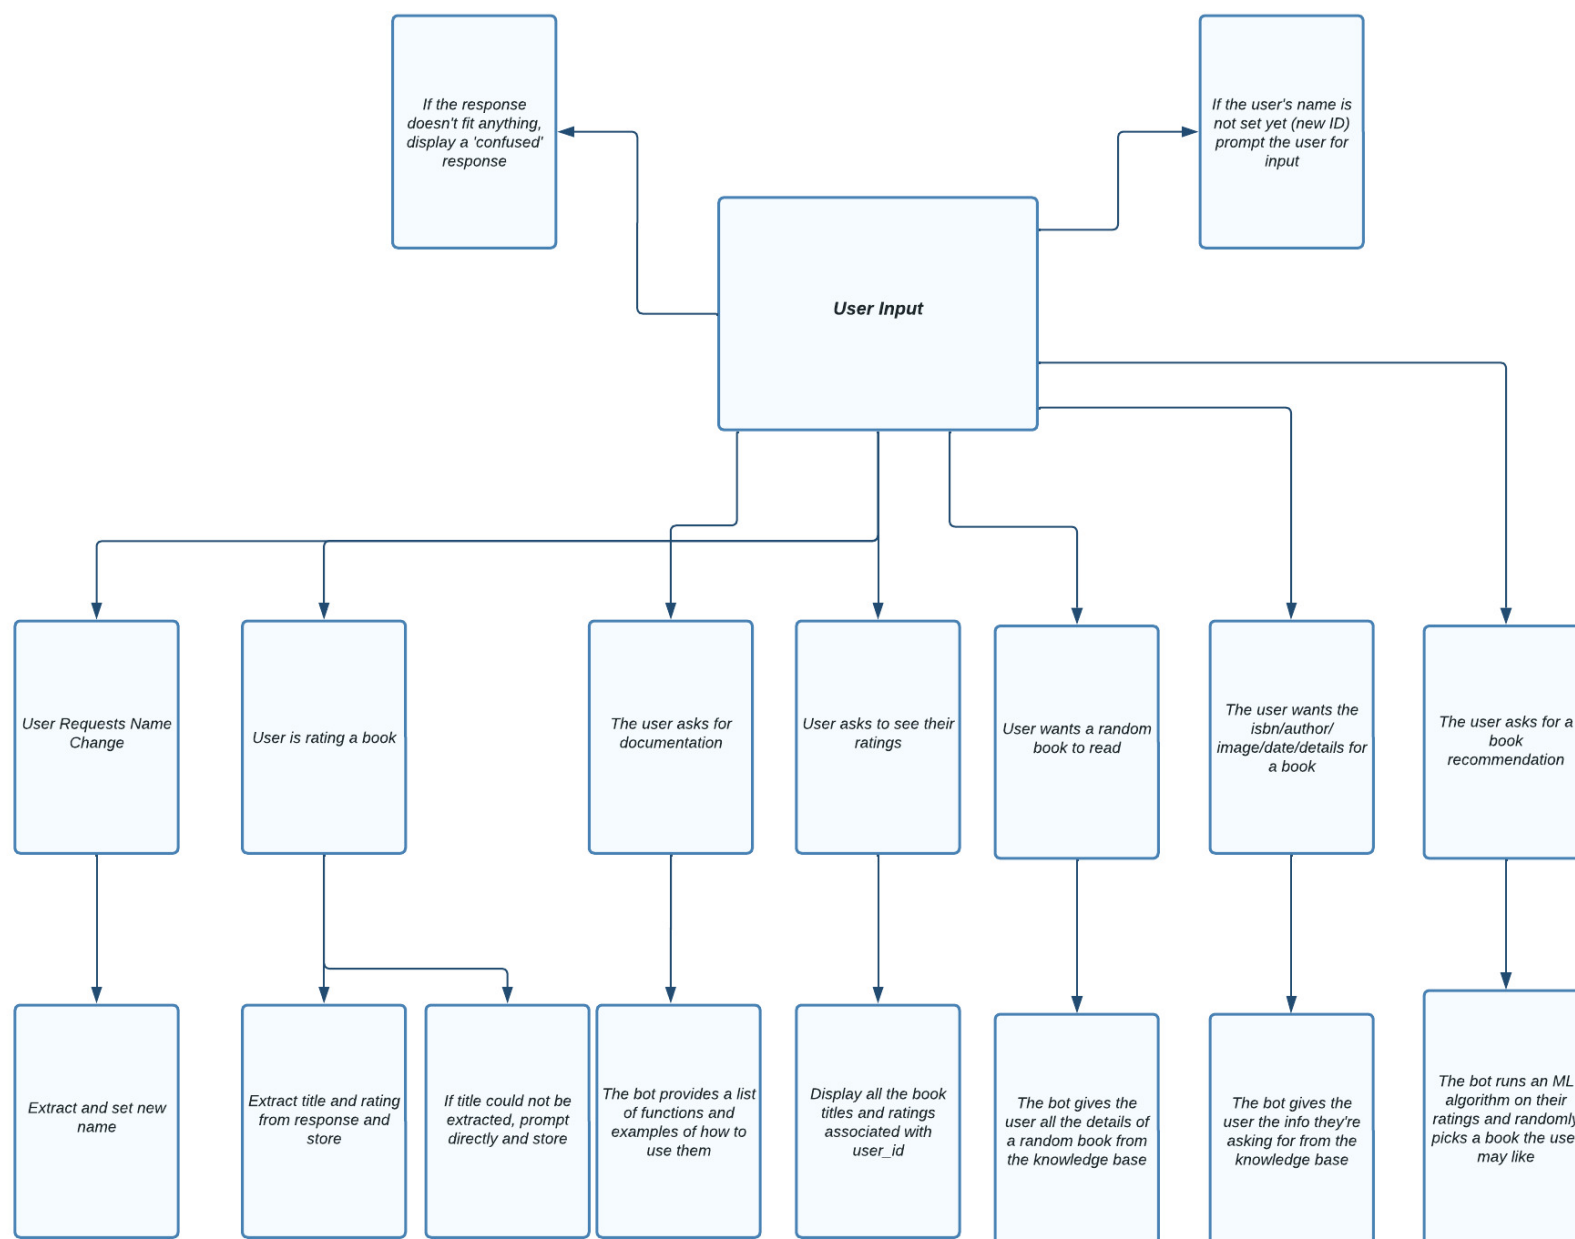 If the response
doesn't fit anything,
display a 'confused'
response
If the user's name is
not set yet (new ID)
prompt the user for
input
User Input
User Requests Name
Change
User is rating a book
The user asks for
documentation
User asks to see their
ratings
User wants a random
book to read
The user wants the
isbn/author/
image/date/details for
a book
The user asks for a
book
recommendation
Extract and set new
name
Extract title and rating
from response and
store
If title could not be
extracted, prompt
directly and store
The bot provides a list
of functions and
examples of how to
use them
Display all the book
titles and ratings
associated with
user_id
The bot gives the
user all the details of
a random book from
the knowledge base
The bot gives the
user the info they're
asking for from the
knowledge base
The bot runs an ML
algorithm on their
ratings and randomly
picks a book the user
may like